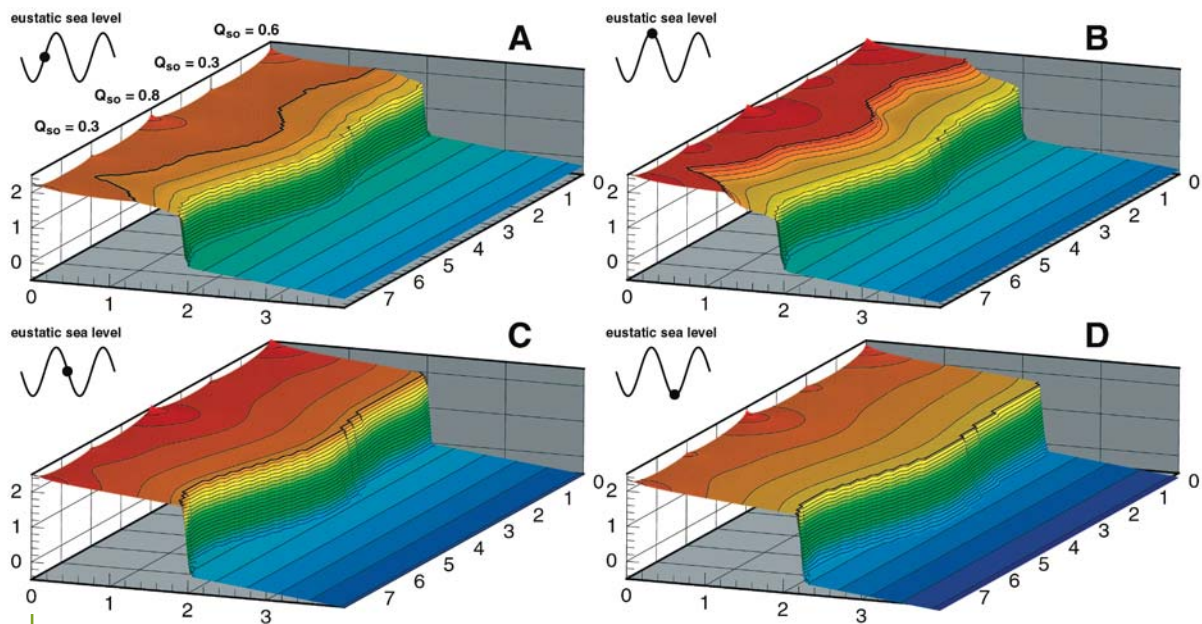 eustatic sea level
A
Q_so = 0.6
Q_so = 0.3
Q_so = 0.8
Q_so = 0.3
2
1
0
0 1 2 3
7 6 5 4 3 2 1 0
eustatic sea level
B
2
1
0
0 1 2 3
7 6 5 4 3 2 1 0
eustatic sea level
C
2
1
0
0 1 2 3
7 6 5 4 3 2 1 0
eustatic sea level
D
2
1
0
0 1 2 3
7 6 5 4 3 2 1 0